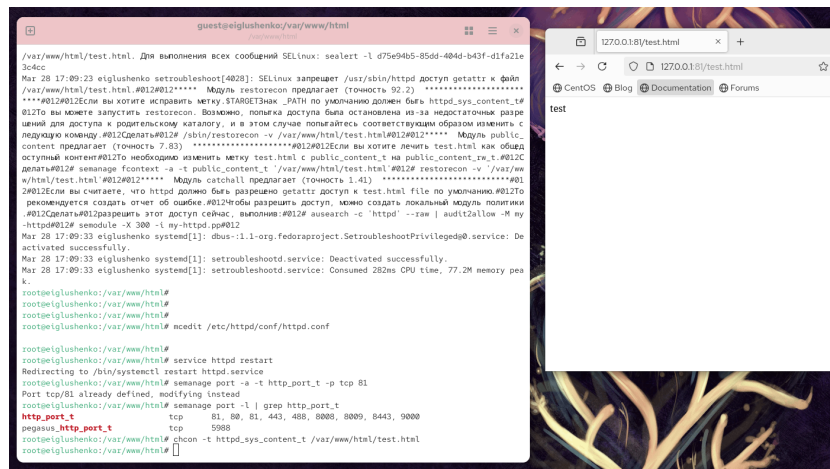 guest@eiglushenko:/var/www/html
/var/www/html
/var/www/html/test.html. Для выполнения всех сообщений SELinux: sealert -l d75e94b5-85dd-404d-b43f-d1fa21e
3c4cc
Mar 28 17:09:23 eiglushenko setroubleshoot[4028]: SELinux запрещает /usr/sbin/httpd доступ getattr к файл
/var/www/html/test.html.#012#012***** Модуль restorecon предлагает (точность 92.2) **********************
****#012#012Если вы хотите исправить метку.$TARGETЗнак _PATH по умолчанию должен быть httpd_sys_content_t#
012То вы можете запустить restorecon. Возможно, попытка доступа была остановлена из-за недостаточных разре
шений для доступа к родительскому каталогу, и в этом случае попытайтесь соответствующим образом изменить с
ледующую команду.#012Сделать#012# /sbin/restorecon -v /var/www/html/test.html#012#012***** Модуль public_
content предлагает (точность 7.83) ********************#012#012Если вы хотите лечить test.html как общед
оступный контент#012То необходимо изменить метку test.html с public_content_t на public_content_rw_t.#012С
делать#012# semanage fcontext -a -t public_content_t '/var/www/html/test.html'#012# restorecon -v '/var/ww
w/html/test.html'#012#012***** Модуль catchall предлагает (точность 1.41) **********************#01
2#012Если вы считаете, что httpd должно быть разрешено getattr доступ к test.html file по умолчанию.#012То
рекомендуется создать отчет об ошибке.#012Чтобы разрешить доступ, можно создать локальный модуль политики
.#012Сделать#012разрешить этот доступ сейчас, выполнив:#012# ausearch -c 'httpd' --raw | audit2allow -M my
-httpd#012# semodule -X 300 -i my-httpd.pp#012
Mar 28 17:09:33 eiglushenko systemd[1]: dbus-:1.1-org.fedoraproject.SetroubleshootPrivileged@0.service: De
activated successfully.
Mar 28 17:09:33 eiglushenko systemd[1]: setroubleshootd.service: Deactivated successfully.
Mar 28 17:09:33 eiglushenko systemd[1]: setroubleshootd.service: Consumed 282ms CPU time, 77.2M memory pea
k.
root@eiglushenko:/var/www/html#
root@eiglushenko:/var/www/html#
root@eiglushenko:/var/www/html#
root@eiglushenko:/var/www/html# mcedit /etc/httpd/conf/httpd.conf
root@eiglushenko:/var/www/html#
root@eiglushenko:/var/www/html# service httpd restart
Redirecting to /bin/systemctl restart httpd.service
root@eiglushenko:/var/www/html# semanage port -a -t http_port_t -p tcp 81
Port tcp/81 already defined, modifying instead
root@eiglushenko:/var/www/html# semanage port -l | grep http_port_t
http_port_t tcp 81, 80, 81, 443, 488, 8008, 8009, 8443, 9000
pegasus_http_port_t tcp 5988
root@eiglushenko:/var/www/html# chcon -t httpd_sys_content_t /var/www/html/test.html
root@eiglushenko:/var/www/html#
127.0.0.1:81/test.html
127.0.0.1:81/test.html
CentOS Blog Documentation Forums
test